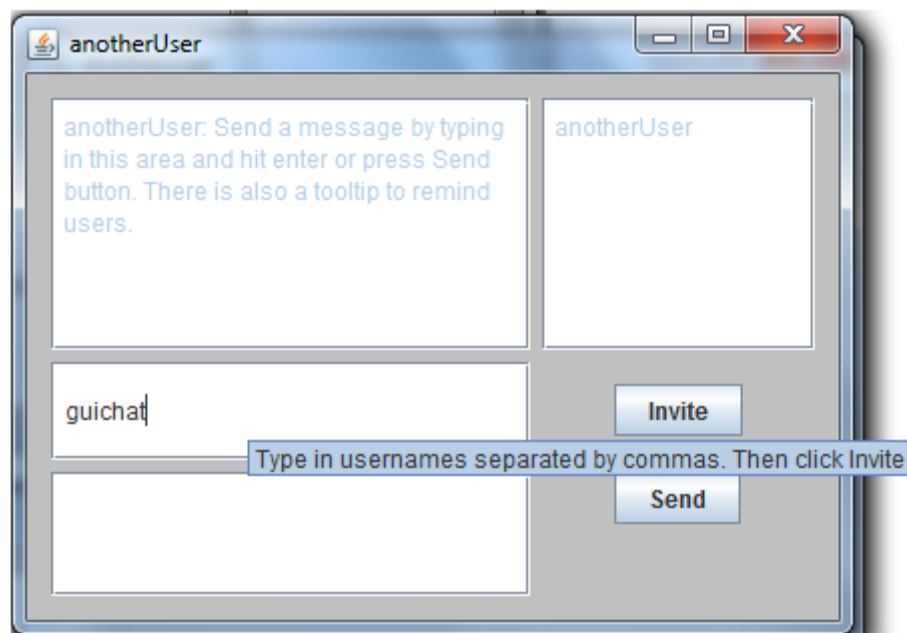 anotherUser
anotherUser: Send a message by typing
in this area and hit enter or press Send
button. There is also a tooltip to remind
users.
anotherUser
guichat
Invite
Type in usernames separated by commas. Then click Invite
Send